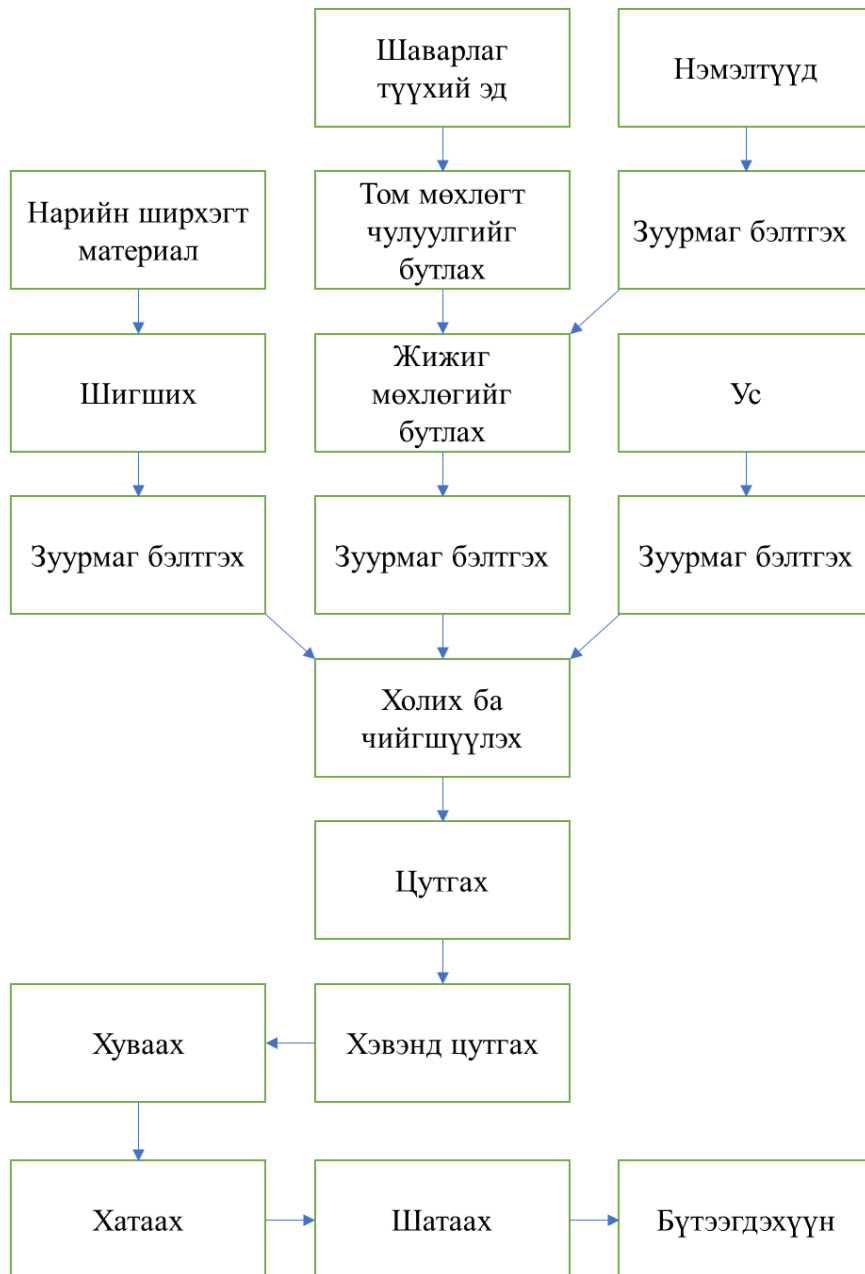 Шаварлаг
түүхий эд
Нэмэлтүүд
Нарийн ширхэгт
материал
Том мөхлөгт
чулуулгийг
бутлах
Зуурмаг бэлтгэх
Шигших
Жижиг
мөхлөгийг
бутлах
Ус
Зуурмаг бэлтгэх
Зуурмаг бэлтгэх
Зуурмаг бэлтгэх
Холих ба
чийгшүүлэх
Цутгах
Хуваах
Хэвэнд цутгах
Хатаах
Шатаах
Бүтээгдэхүүн